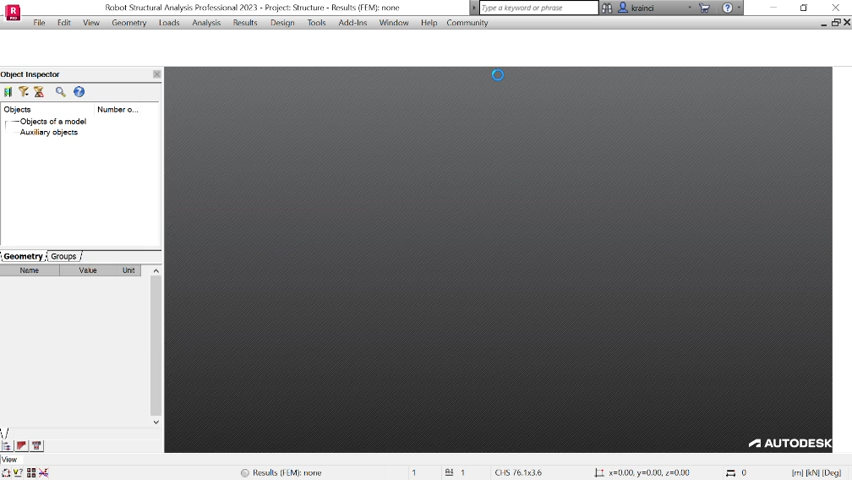 Robot Structural Analysis Professional 2023 - Project: Structure - Results (FEM): none
Type a keyword or phrase
krainci
R
PRO
File Edit View Geometry Loads Analysis Results Design Tools Add-Ins Window Help Community
Object Inspector
Objects Number o...
Objects of a model
Auxiliary objects
Geometry Groups
Name Value Unit
AUTODESK
View
Results (FEM): none 1 1 CHS 76.1x3.6 x=0.00, y=0.00, z=0.00 0 [m] [kN] [Deg]